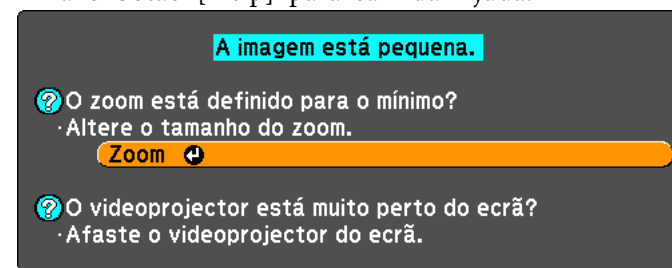 A imagem está pequena.
O zoom está definido para o mínimo?
·Altere o tamanho do zoom.
Zoom
O videoprojector está muito perto do ecrã?
·Afaste o videoprojector do ecrã.